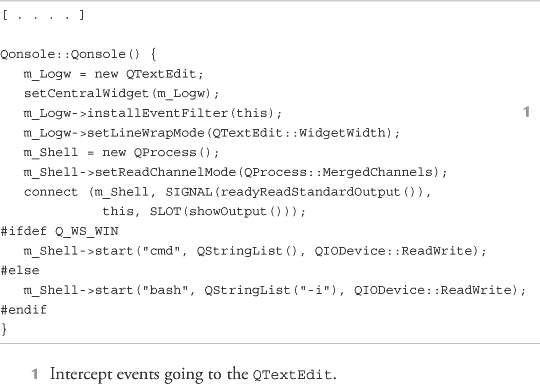 [ . . . . ]

Qonsole::Qonsole() {
   m_Logw = new QTextEdit;
   setCentralWidget(m_Logw);
   m_Logw->installEventFilter(this); 1
   m_Logw->setLineWrapMode(QTextEdit::WidgetWidth);
   m_Shell = new QProcess();
   m_Shell->setReadChannelMode(QProcess::MergedChannels);
   connect (m_Shell, SIGNAL(readyReadStandardOutput()),
             this, SLOT(showOutput()));
#ifdef Q_WS_WIN
   m_Shell->start("cmd", QStringList(), QIODevice::ReadWrite);
#else
   m_Shell->start("bash", QStringList("-i"), QIODevice::ReadWrite);
#endif
}
1 Intercept events going to the QTextEdit.